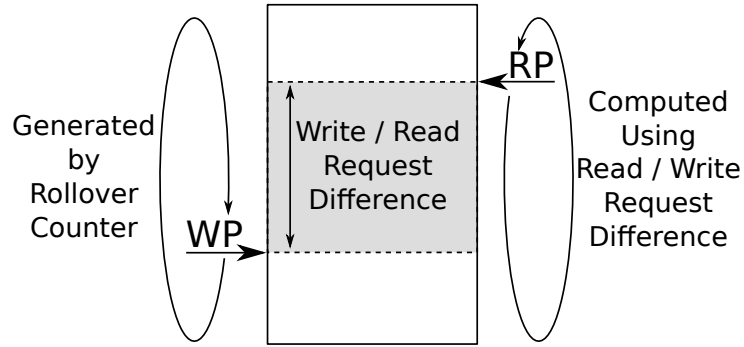 Generated
by
Rollover
Counter
WP
Write / Read
Request
Difference
RP
Computed
Using
Read / Write
Request
Difference